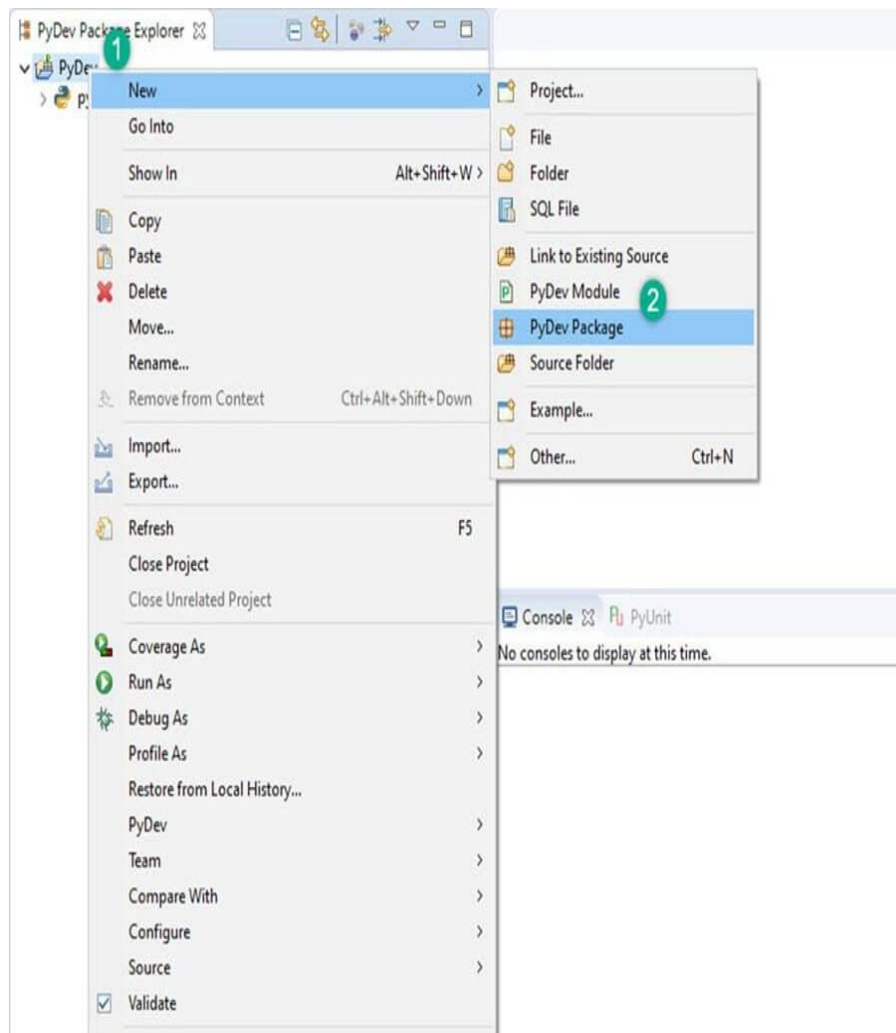 PyDev Package Explorer
1
PyDev
New
Go Into
Show In Alt+Shift+W
Copy
Paste
Delete
Move...
Rename...
Remove from Context Ctrl+Alt+Shift+Down
Import...
Export...
Refresh F5
Close Project
Close Unrelated Project
Coverage As
Run As
Debug As
Profile As
Restore from Local History...
PyDev
Team
Compare With
Configure
Source
Validate
Project...
File
Folder
SQL File
Link to Existing Source
PyDev Module
2
PyDev Package
Source Folder
Example...
Other... Ctrl+N
Console PyUnit
No consoles to display at this time.